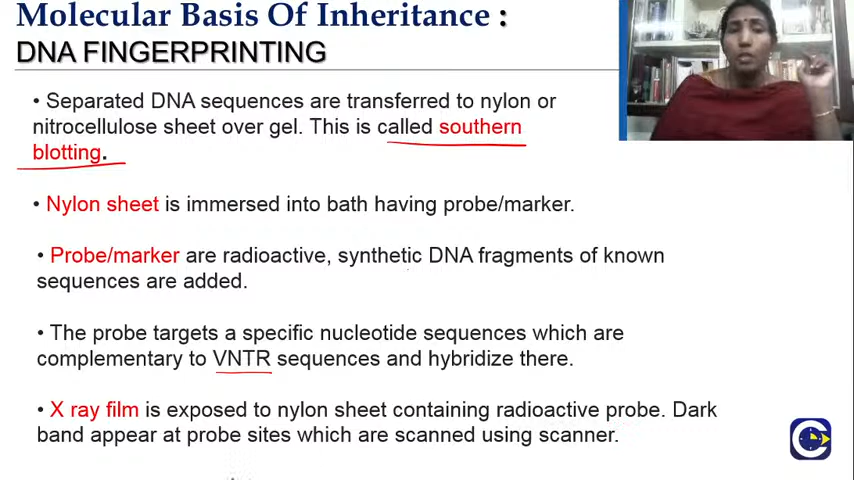 Molecular Basis Of Inheritance :
DNA FINGERPRINTING
• Separated DNA sequences are transferred to nylon or
nitrocellulose sheet over gel. This is called southern
blotting.
• Nylon sheet is immersed into bath having probe/marker.
• Probe/marker are radioactive, synthetic DNA fragments of known
sequences are added.
• The probe targets a specific nucleotide sequences which are
complementary to VNTR sequences and hybridize there.
• X ray film is exposed to nylon sheet containing radioactive probe. Dark
band appear at probe sites which are scanned using scanner.